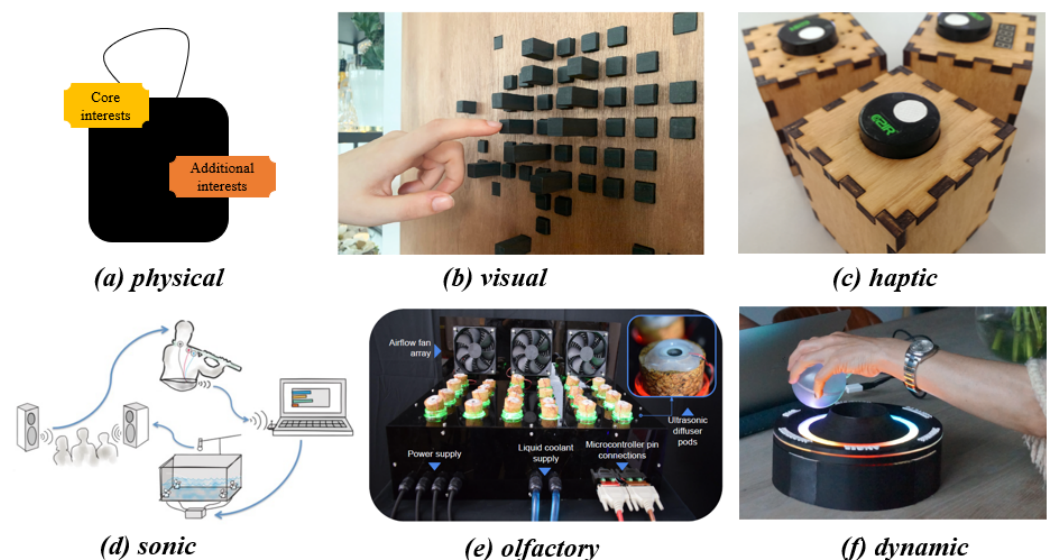 Core
interests
Additional
interests
(a) physical
(b) visual
(c) haptic
Airflow fan
array
Ultrasonic
diffuser
pods
Power supply
Liquid coolant
supply
Microcontroller pin
connections
(d) sonic
(e) olfactory
(f) dynamic